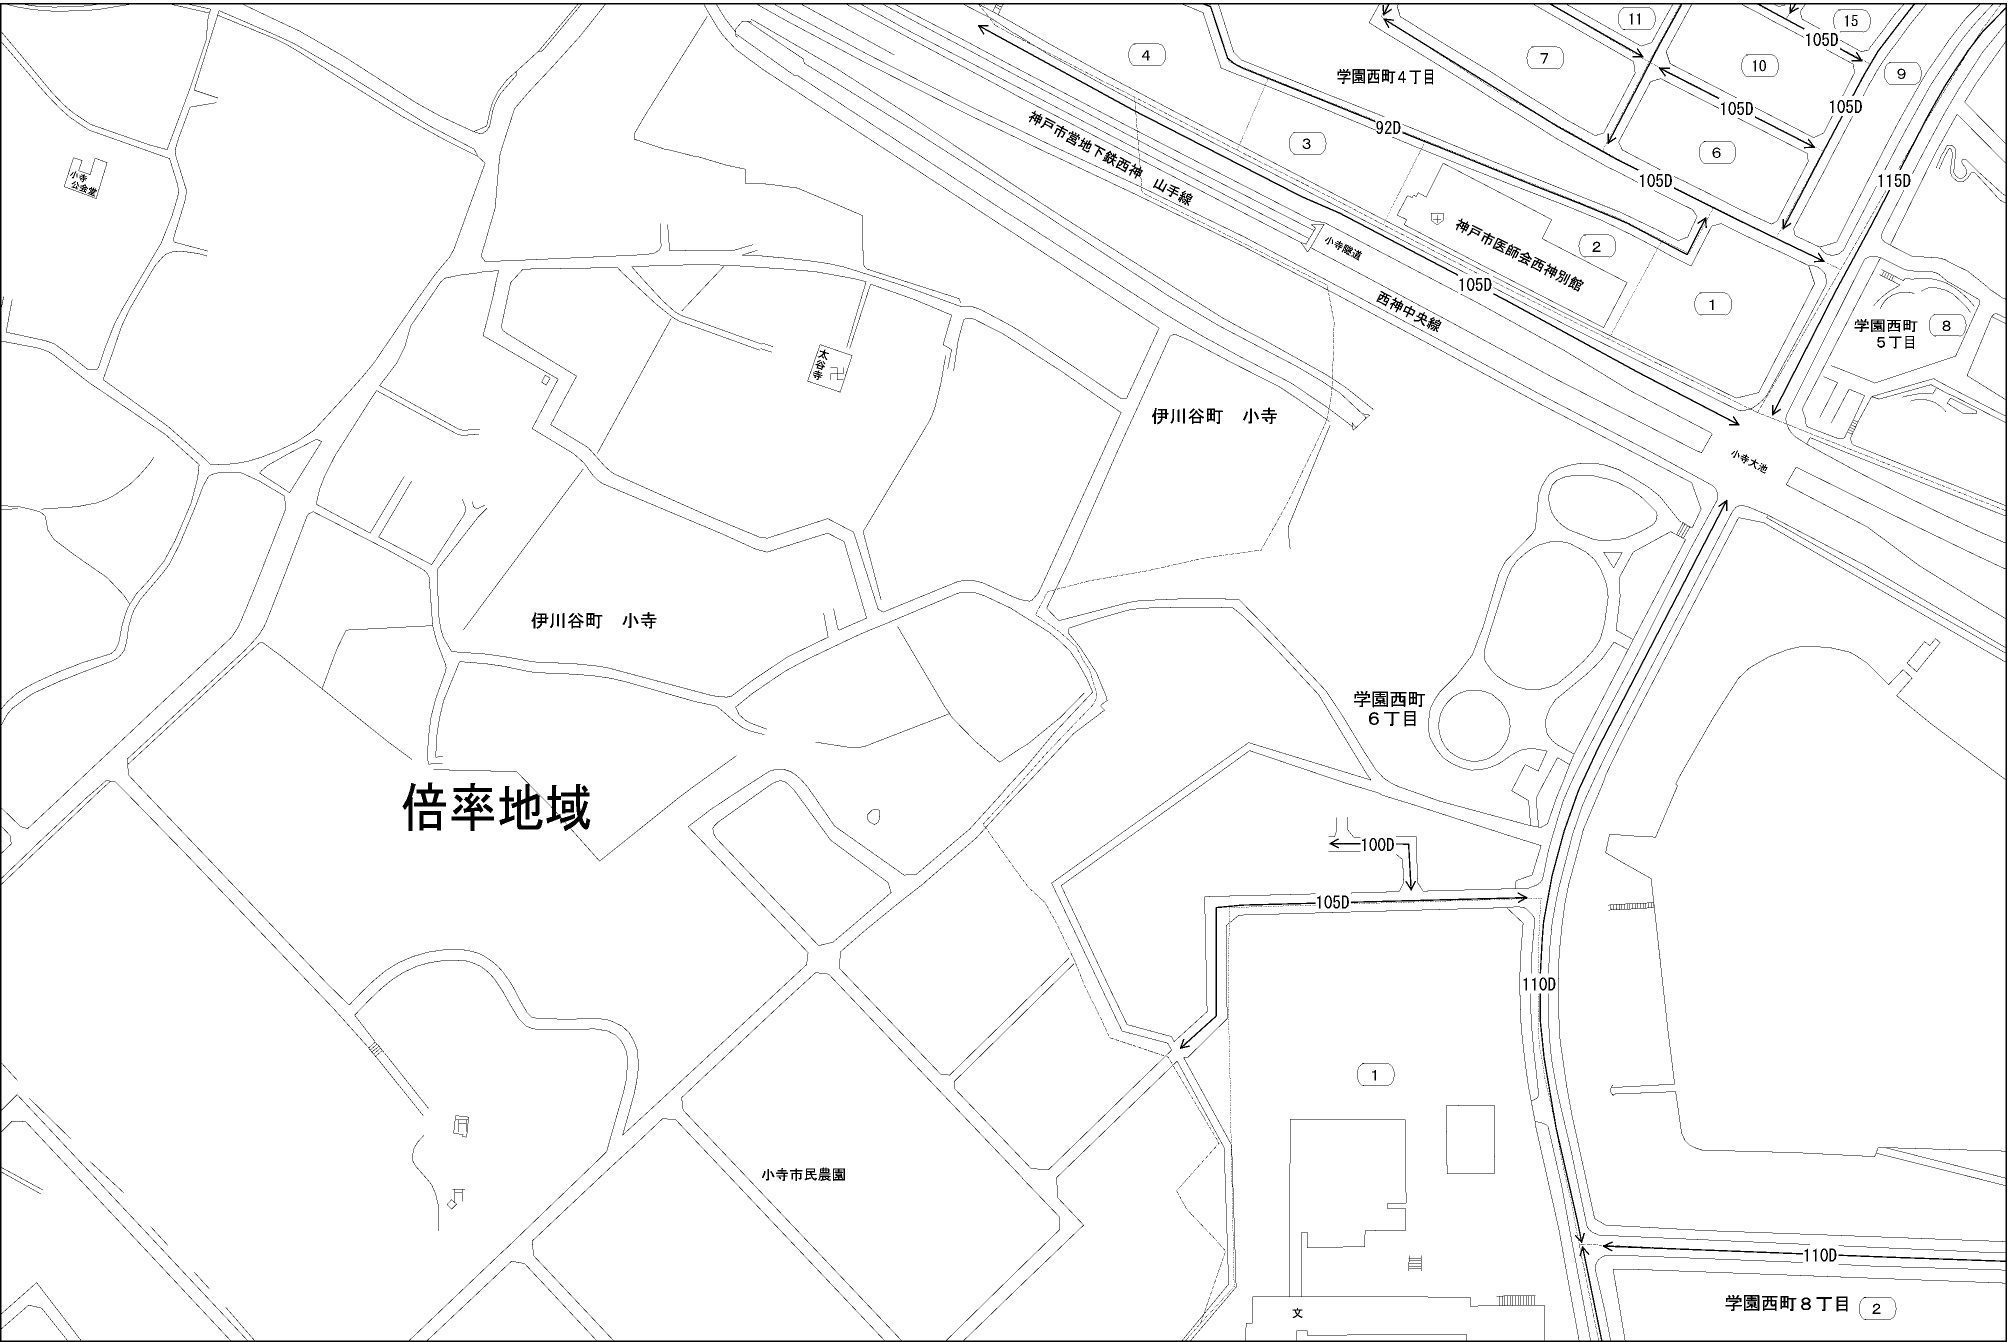 11
15
105D
4
7
10
9
学園西町4丁目
105D
105D
92D
神戸市営地下鉄西神　山手線
3
6
小寺
公会堂
105D
115D
神戸市医師会西神別館
2
小寺隧道
105D
西神中央線
1
学園西町
5丁目
8
太谷寺
伊川谷町　小寺
小寺大池
伊川谷町　小寺
学園西町
6丁目
倍率地域
100D
105D
110D
1
小寺市民農園
110D
学園西町8丁目
2
文